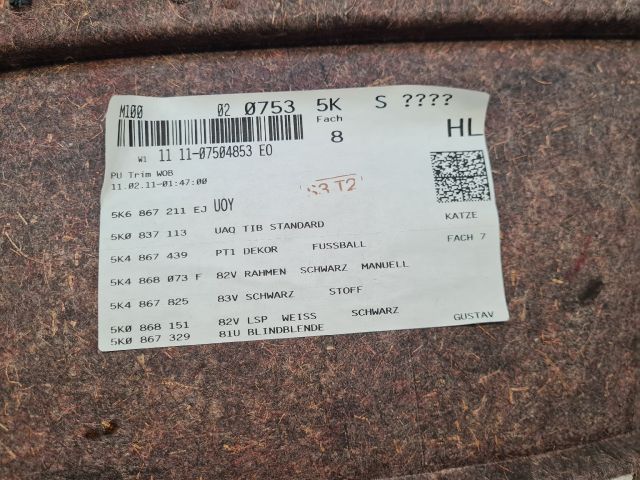 M100 02 0753 5K S ????
Fach
8 HL
W1 11 11-07504853 EO
PU Trim WOB
11.02.11-01:47:00
S3 T2
5K6 867 211 EJ UOY
KATZE
5K0 837 113 UAQ TIB STANDARD
FACH 7
5K4 867 439 PT1 DEKOR FUSSBALL
5K4 868 073 F 82V RAHMEN SCHWARZ MANUELL
5K4 867 825 83V SCHWARZ STOFF
5K0 868 151 82V LSP WEISS SCHWARZ
GUSTAV
5K0 867 329 81U BLINDBLENDE